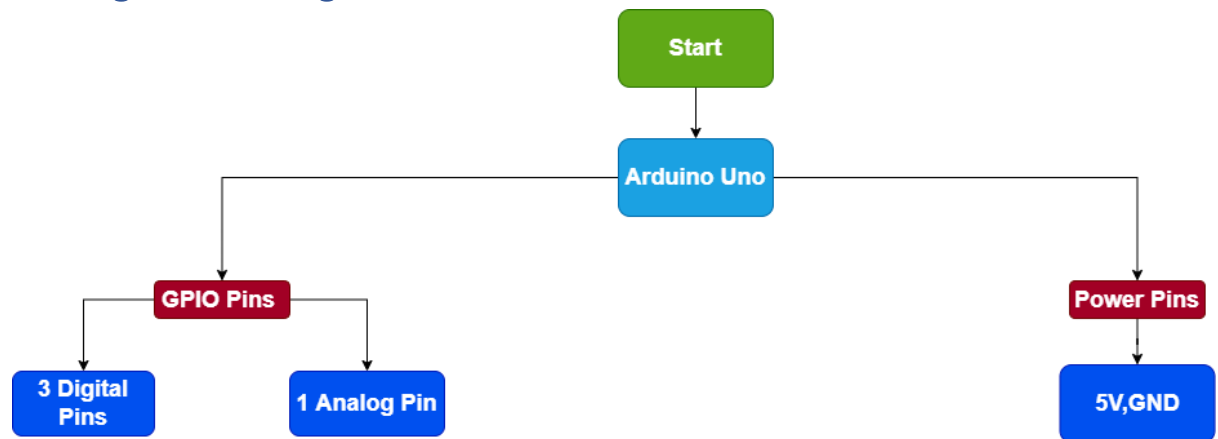 Start
Arduino Uno
GPIO Pins
Power Pins
3 Digital
Pins
1 Analog Pin
5V,GND